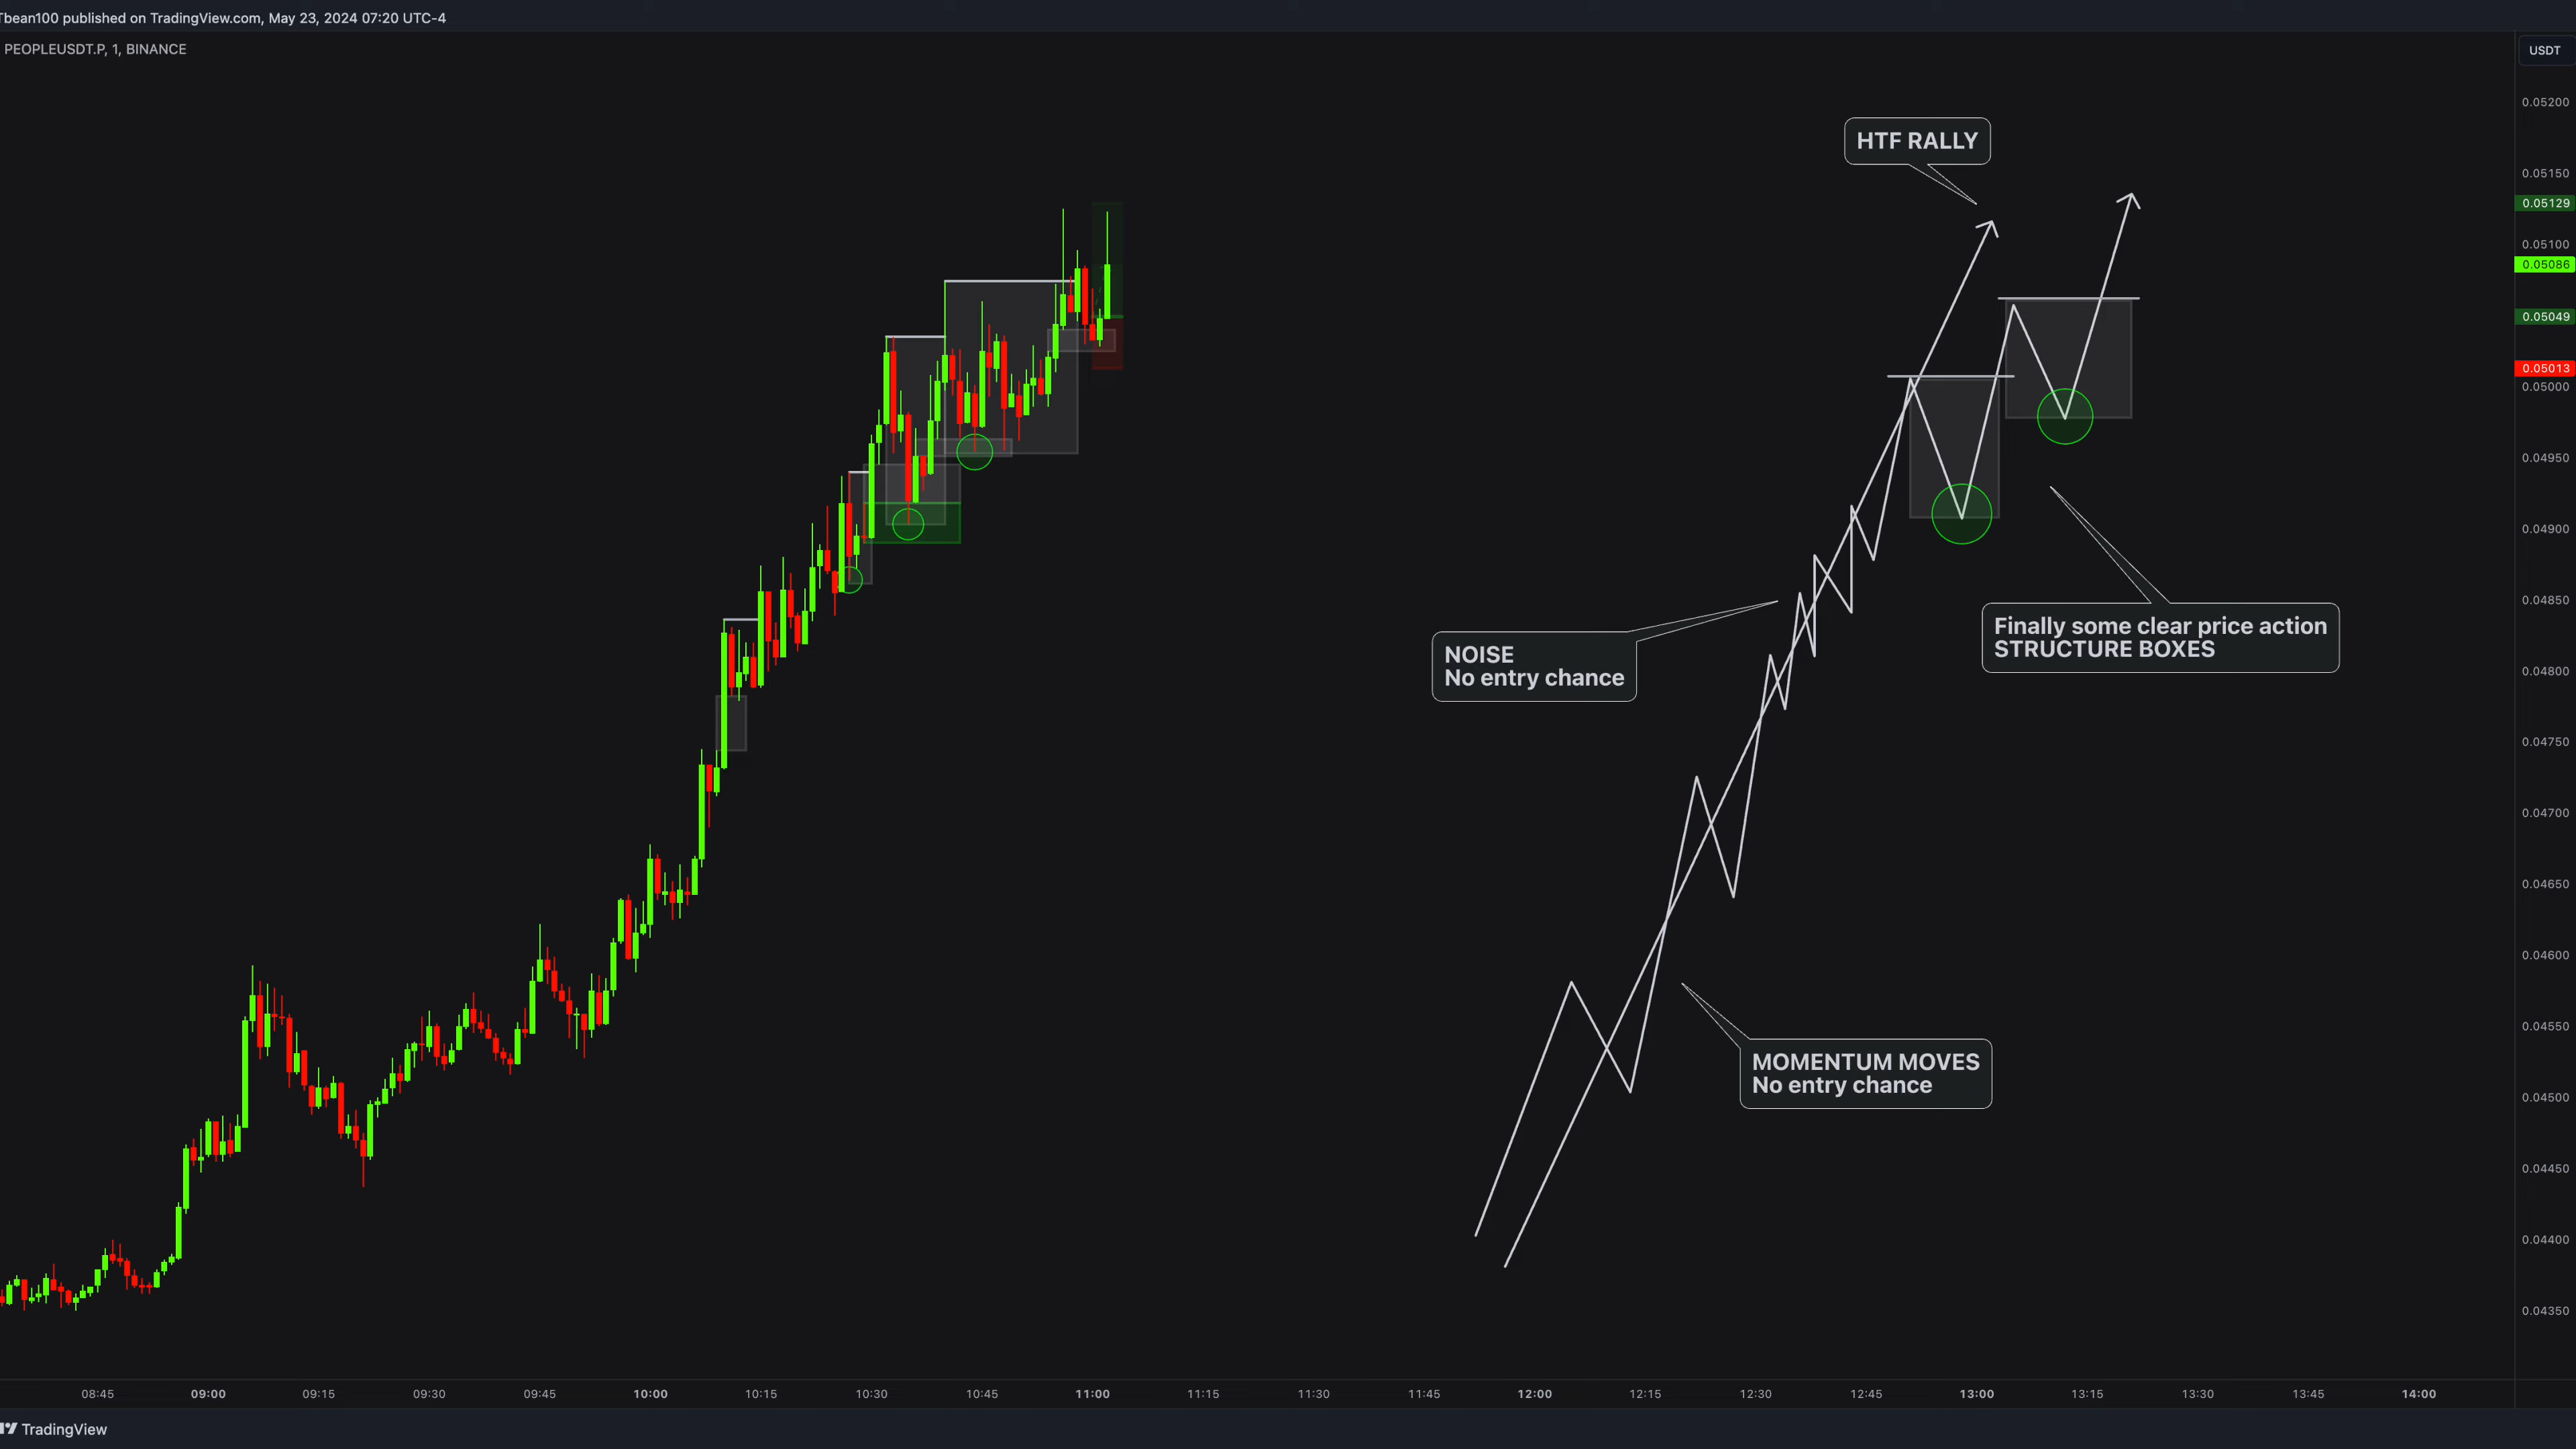 Tbean100 published on TradingView.com, May 23, 2024 07:20 UTC-4
PEOPLEUSDT.P, 1, BINANCE
USDT
0.05200
0.05150
0.05129
0.05100
0.05086
0.05049
0.05013
0.05000
0.04950
0.04900
0.04850
0.04800
0.04750
0.04700
0.04650
0.04600
0.04550
0.04500
0.04450
0.04400
0.04350
HTF RALLY
NOISE
No entry chance
Finally some clear price action
STRUCTURE BOXES
MOMENTUM MOVES
No entry chance
08:45 09:00 09:15 09:30 09:45 10:00 10:15 10:30 10:45 11:00 11:15 11:30 11:45 12:00 12:15 12:30 12:45 13:00 13:15 13:30 13:45 14:00
TradingView